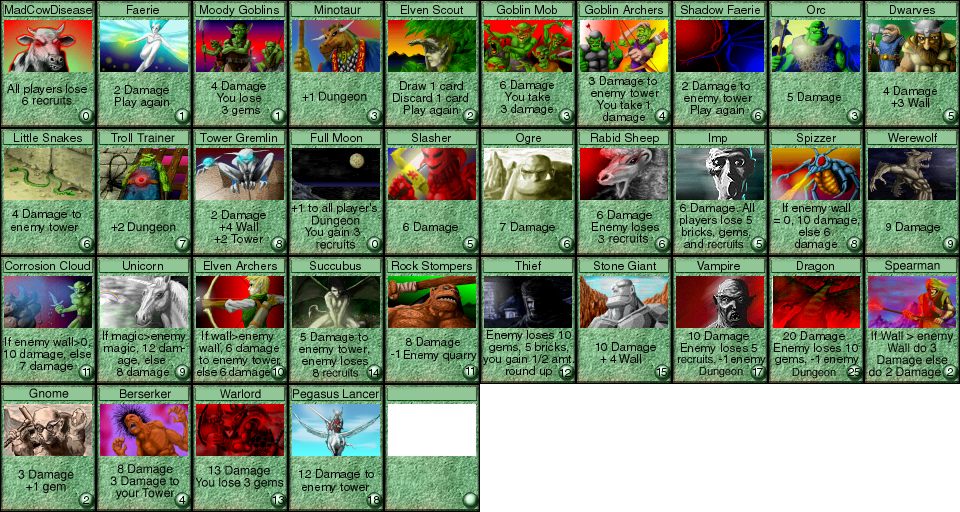 MadCowDisease
All players lose
6 recruits
0
Faerie
2 Damage
Play again
1
Moody Goblins
4 Damage
You lose
3 gems
1
Minotaur
+1 Dungeon
3
Elven Scout
Draw 1 card
Discard 1 card
Play again
2
Goblin Mob
6 Damage
You take
3 damage
3
Goblin Archers
3 Damage to
enemy tower
You take 1
damage
4
Shadow Faerie
2 Damage to
enemy tower
Play again
6
Orc
5 Damage
3
Dwarves
4 Damage
+3 Wall
5
Little Snakes
4 Damage to
enemy tower
6
Troll Trainer
+2 Dungeon
7
Tower Gremlin
2 Damage
+4 Wall
+2 Tower
8
Full Moon
+1 to all player's
Dungeon
You gain 3
recruits
0
Slasher
6 Damage
5
Ogre
7 Damage
6
Rabid Sheep
6 Damage
Enemy loses
3 recruits
6
Imp
6 Damage. All
players lose 5
bricks, gems,
and recruits
5
Spizzer
If enemy wall
= 0, 10 damage,
else 6
damage
8
Werewolf
9 Damage
9
Corrosion Cloud
If enemy wall>0,
10 damage, else
7 damage
11
Unicorn
If magic>enemy
magic, 12 dam-
age, else
8 damage
9
Elven Archers
If wall>enemy
wall, 6 damage
to enemy tower,
else 6 damage
10
Succubus
5 Damage to
enemy tower,
enemy loses
8 recruits
14
Rock Stompers
8 Damage
-1 Enemy quarry
11
Thief
Enemy loses 10
gems, 5 bricks,
you gain 1/2 amt.
round up
12
Stone Giant
10 Damage
+ 4 Wall
15
Vampire
10 Damage
Enemy loses 5
recruits, -1 enemy
Dungeon
17
Dragon
20 Damage
Enemy loses 10
gems, -1 enemy
Dungeon
25
Spearman
If Wall > enemy
Wall do 3
Damage else
do 2 Damage
2
Gnome
3 Damage
+1 gem
2
Berserker
8 Damage
3 Damage to
your Tower
4
Warlord
13 Damage
You lose 3 gems
13
Pegasus Lancer
12 Damage to
enemy tower
18